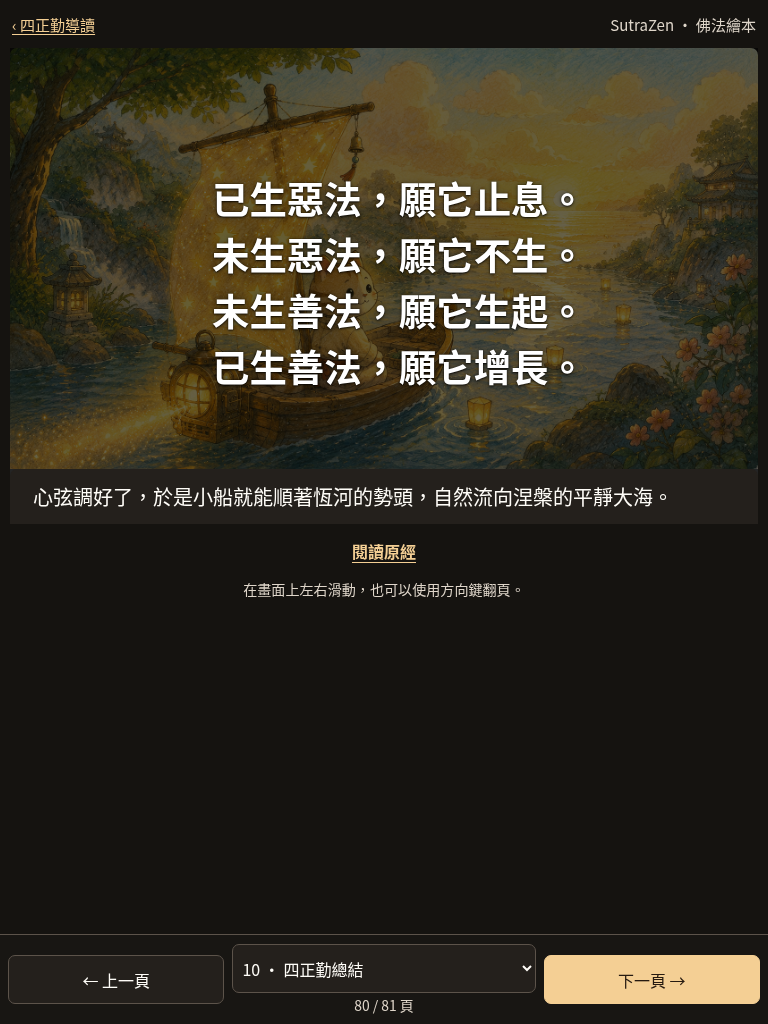 ‹ 四正勤導讀
SutraZen · 佛法繪本
已生惡法，願它止息。
未生惡法，願它不生。
未生善法，願它生起。
已生善法，願它增長。
心弦調好了，於是小船就能順著恆河的勢頭，自然流向涅槃的平靜大海。
閱讀原經
在畫面上左右滑動，也可以使用方向鍵翻頁。
← 上一頁
10 · 四正勤總結
下一頁 →
80 / 81 頁